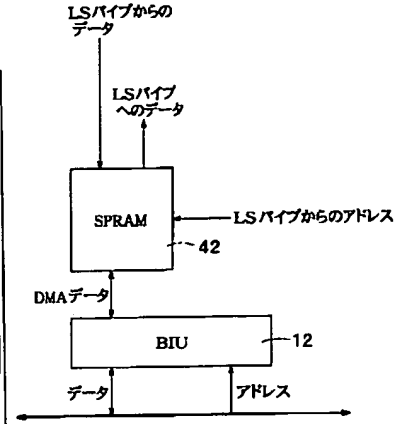 LSパイプからの
データ
LSパイプ
へのデータ
SPRAM
LSパイプからのアドレス
42
DMAデータ
BIU
12
データ
アドレス